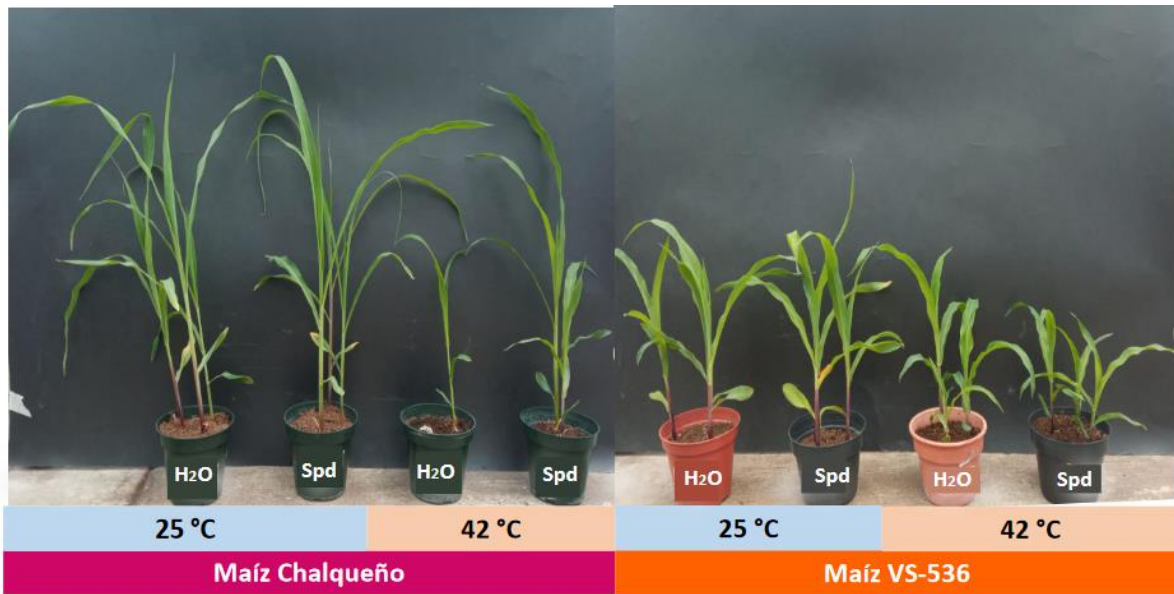 H2O
Spd
H2O
Spd
H2O
Spd
H2O
Spd
25 °C
42 °C
25 °C
42 °C
Maíz Chalqueño
Maíz VS-536